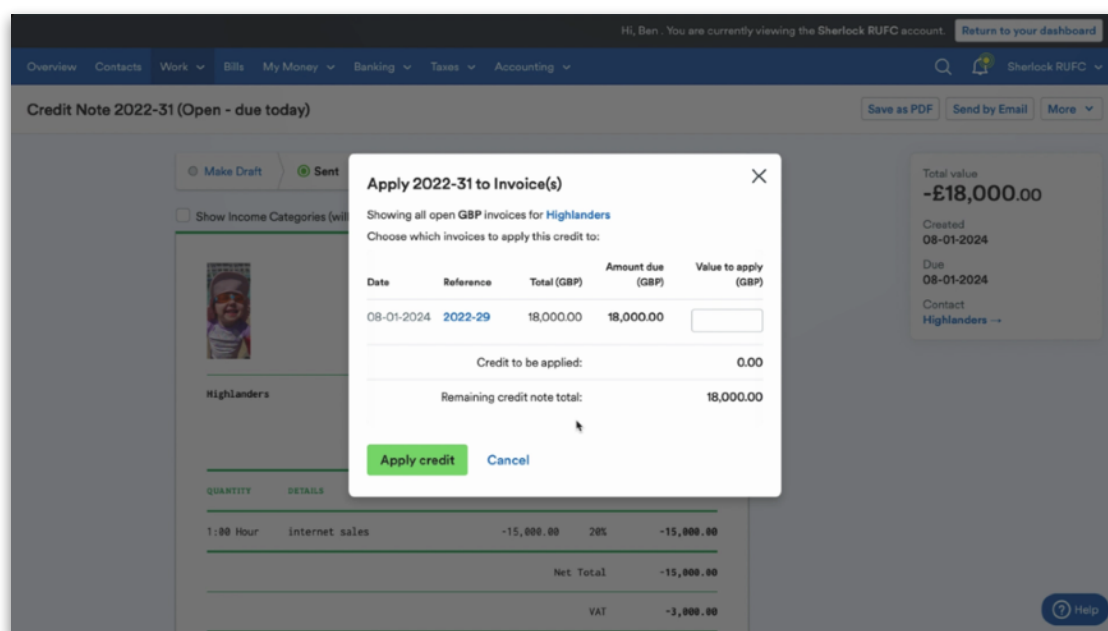 Hi, Ben . You are currently viewing the Sherlock RUFC account. Return to your dashboard
Overview Contacts Work Bills My Money Banking Taxes Accounting Sherlock RUFC
Credit Note 2022-31 (Open - due today) Save as PDF Send by Email More
Make Draft Sent
Show Income Categories (wil
Apply 2022-31 to Invoice(s)
Showing all open GBP invoices for Highlanders
Choose which invoices to apply this credit to:
Date Reference Total (GBP) Amount due (GBP) Value to apply (GBP)
08-01-2024 2022-29 18,000.00 18,000.00
Credit to be applied: 0.00
Remaining credit note total: 18,000.00
Apply credit Cancel
Total value
-£18,000.00
Created
08-01-2024
Due
08-01-2024
Contact
Highlanders →
Highlanders
QUANTITY DETAILS
1:00 Hour internet sales -15,000.00 20% -15,000.00
Net Total -15,000.00
VAT -3,000.00
Help